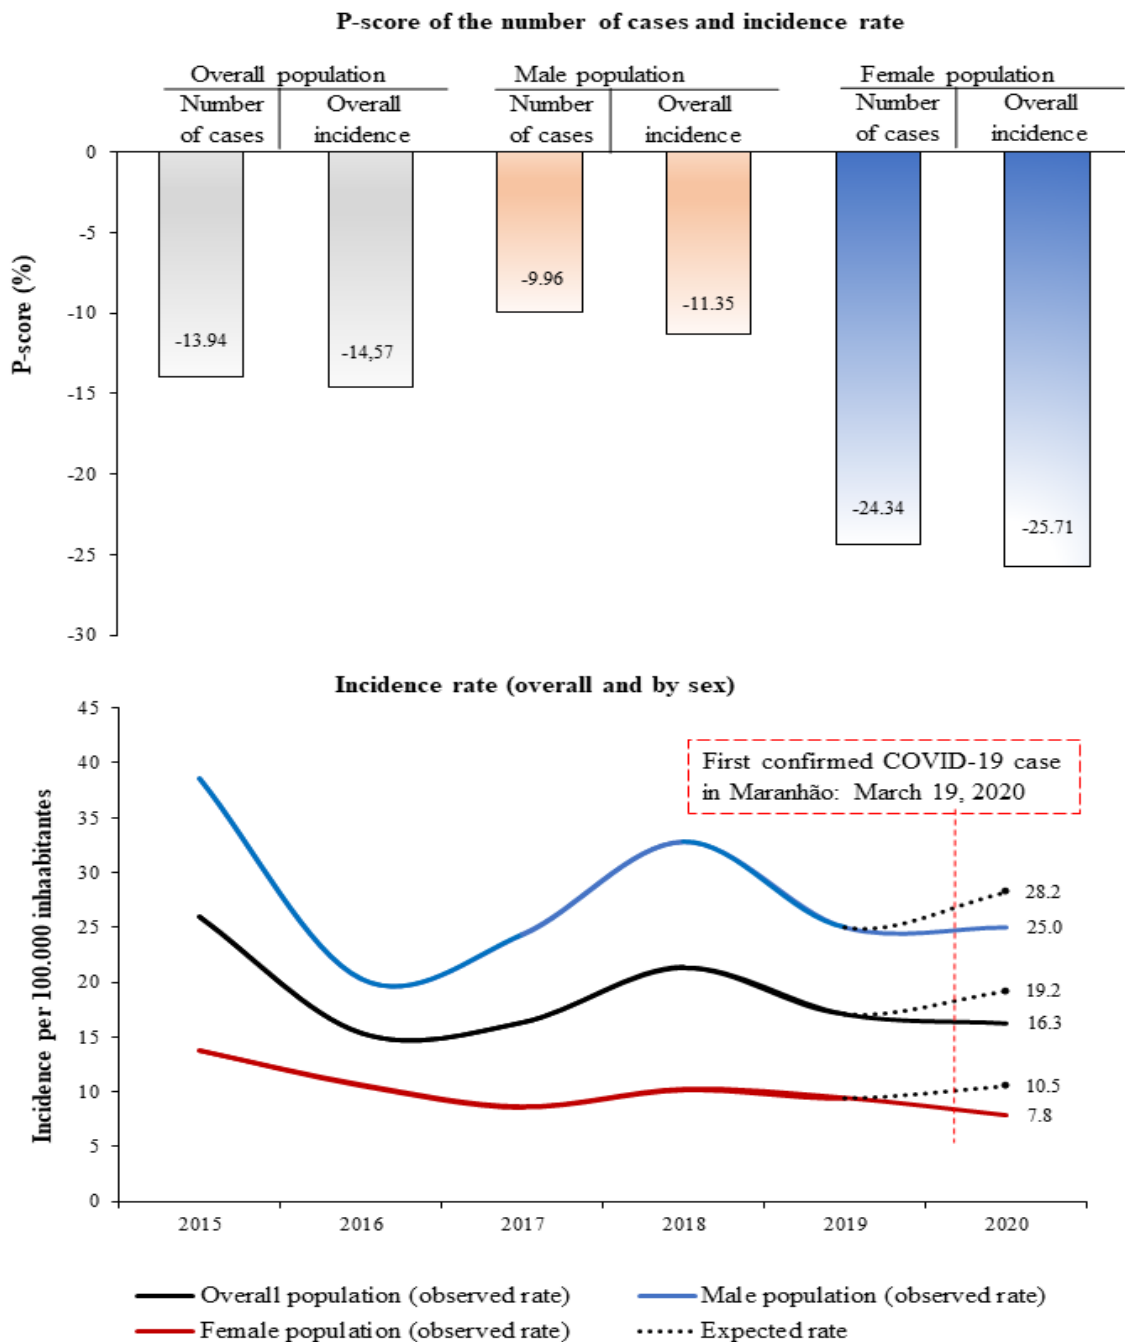 P-score of the number of cases and incidence rate
Overall population
Male population
Female population
Number of cases
Overall incidence
Number of cases
Overall incidence
Number of cases
Overall incidence
P-score (%)
0
-5
-10
-15
-20
-25
-30
-13.94
-14,57
-9.96
-11.35
-24.34
-25.71
Incidence rate (overall and by sex)
Incidence per 100.000 inhaabitantes
45
40
35
30
25
20
15
10
5
0
First confirmed COVID-19 case
in Maranhão: March 19, 2020
28.2
25.0
19.2
16.3
10.5
7.8
2015
2016
2017
2018
2019
2020
Overall population (observed rate)
Male population (observed rate)
Female population (observed rate)
Expected rate